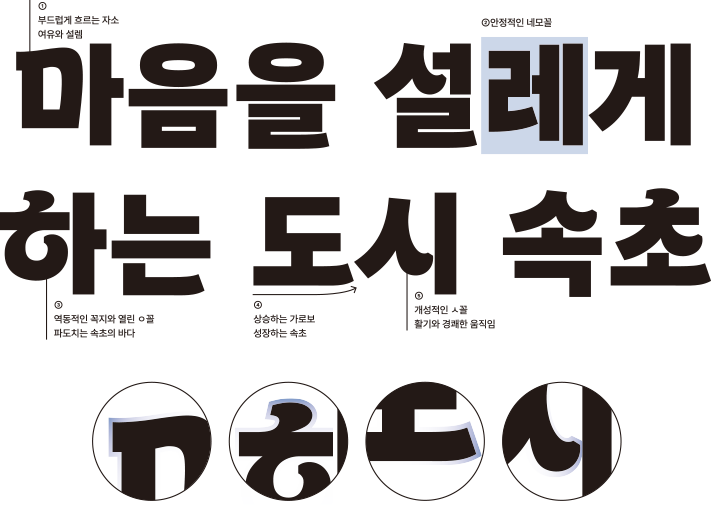 ①
부드럽게 흐르는 자소
여유와 설렘
②안정적인 네모꼴
마음을 설레게
하는 도시 속초
③
역동적인 꼭지와 열린 ㅇ꼴
파도치는 속초의 바다
④
상승하는 가로보
성장하는 속초
⑤
개성적인 ㅅ꼴
활기와 경쾌한 움직임